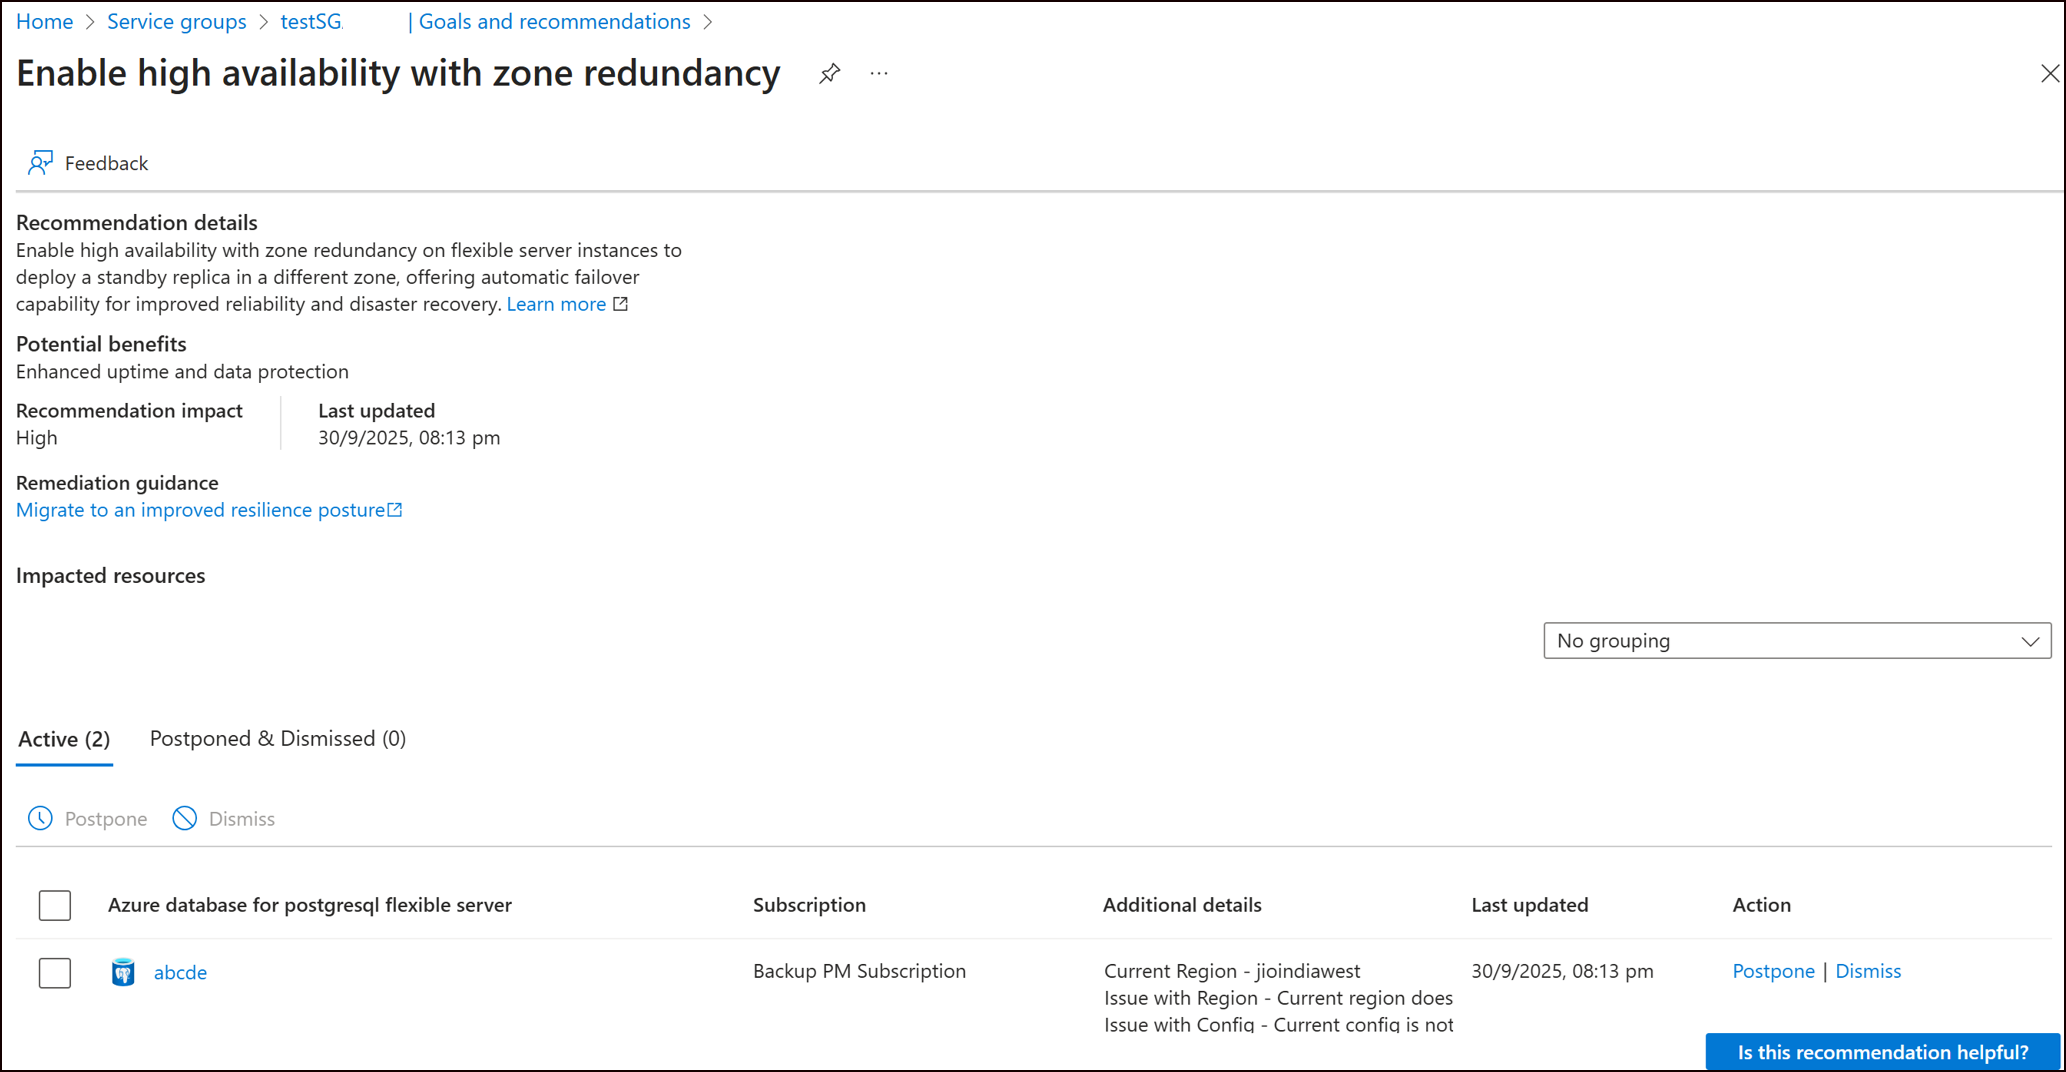 Home > Service groups > testSG | Goals and recommendations >
Enable high availability with zone redundancy ...
Feedback
Recommendation details
Enable high availability with zone redundancy on flexible server instances to
deploy a standby replica in a different zone, offering automatic failover
capability for improved reliability and disaster recovery. Learn more
Potential benefits
Enhanced uptime and data protection
Recommendation impact Last updated
High 30/9/2025, 08:13 pm
Remediation guidance
Migrate to an improved resilience posture
Impacted resources
No grouping
Active (2) Postponed & Dismissed (0)
Postpone Dismiss
Azure database for postgresql flexible server Subscription Additional details Last updated Action
abcde Backup PM Subscription Current Region - jioindiawest 30/9/2025, 08:13 pm Postpone | Dismiss
Issue with Region - Current region does
Issue with Config - Current config is not
Is this recommendation helpful?